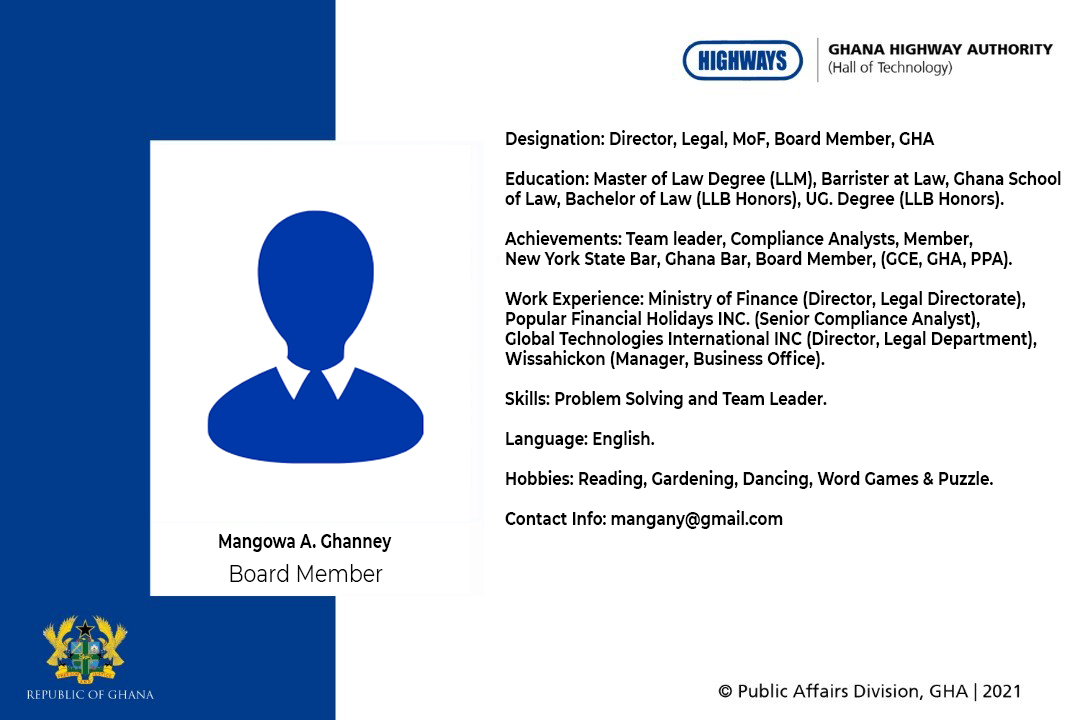 HIGHWAYS
GHANA HIGHWAY AUTHORITY
(Hall of Technology)
Designation: Director, Legal, MoF, Board Member, GHA
Education: Master of Law Degree (LLM), Barrister at Law, Ghana School
of Law, Bachelor of Law (LLB Honors), UG. Degree (LLB Honors).
Achievements: Team leader, Compliance Analysts, Member,
New York State Bar, Ghana Bar, Board Member, (GCE, GHA, PPA).
Work Experience: Ministry of Finance (Director, Legal Directorate),
Popular Financial Holidays INC. (Senior Compliance Analyst),
Global Technologies International INC (Director, Legal Department),
Wissahickon (Manager, Business Office).
Skills: Problem Solving and Team Leader.
Language: English.
Hobbies: Reading, Gardening, Dancing, Word Games & Puzzle.
Contact Info: mangany@gmail.com
Mangowa A. Ghanney
Board Member
REPUBLIC OF GHANA
© Public Affairs Division, GHA | 2021